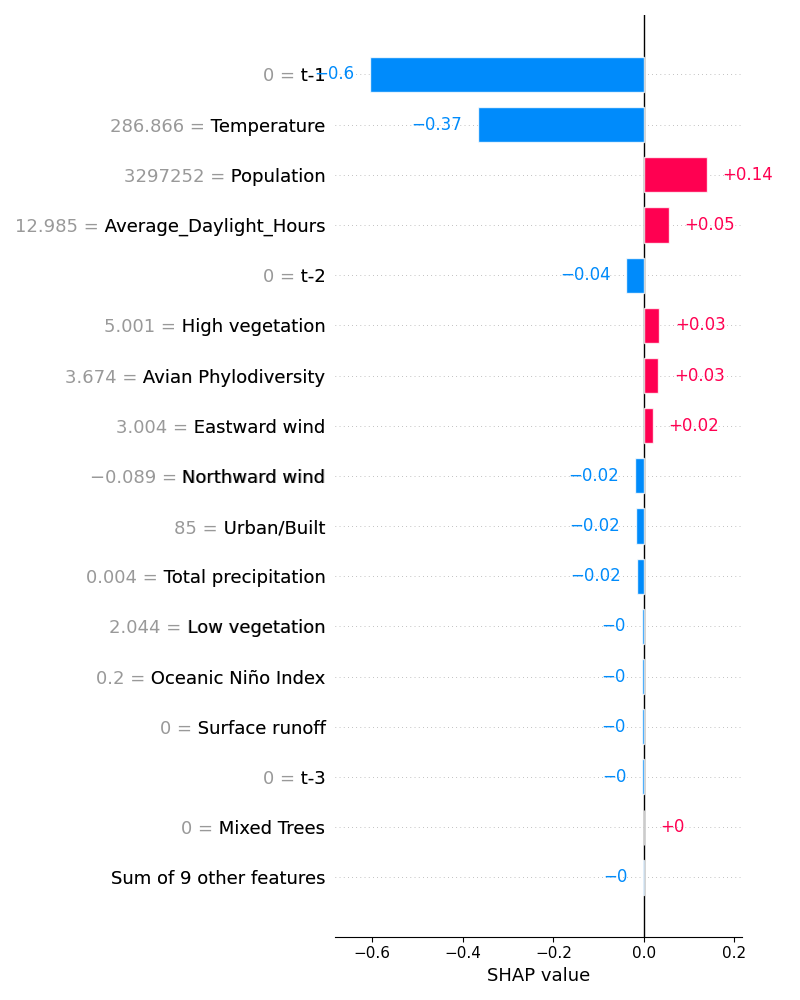 0 = t-1 −0.6
286.866 = Temperature −0.37
3297252 = Population +0.14
12.985 = Average_Daylight_Hours +0.05
0 = t-2 −0.04
5.001 = High vegetation +0.03
3.674 = Avian Phylodiversity +0.03
3.004 = Eastward wind +0.02
−0.089 = Northward wind −0.02
85 = Urban/Built −0.02
0.004 = Total precipitation −0.02
2.044 = Low vegetation −0
0.2 = Oceanic Niño Index −0
0 = Surface runoff −0
0 = t-3 −0
0 = Mixed Trees +0
Sum of 9 other features −0
−0.6 −0.4 −0.2 0.0 0.2
SHAP value